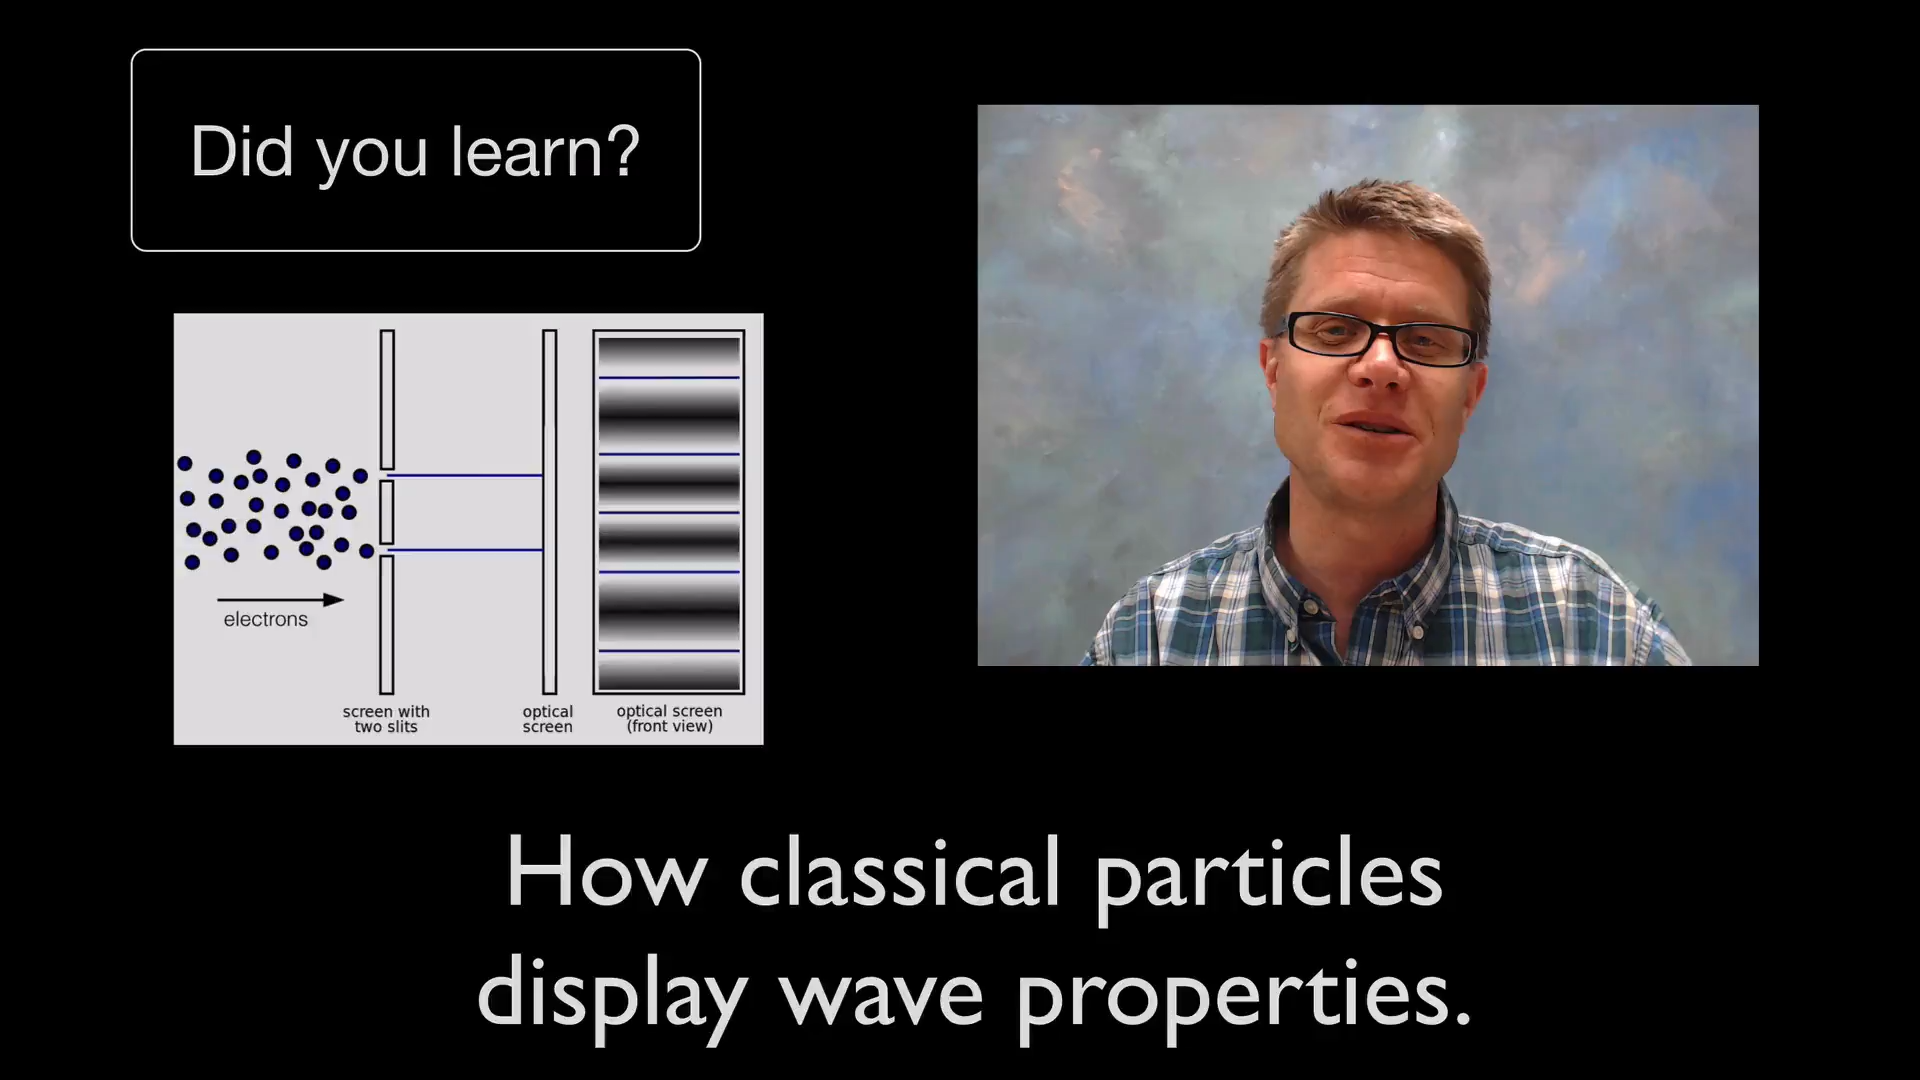 Did you learn?
electrons
screen with
two slits
optical
screen
optical screen
(front view)
How classical particles
display wave properties.